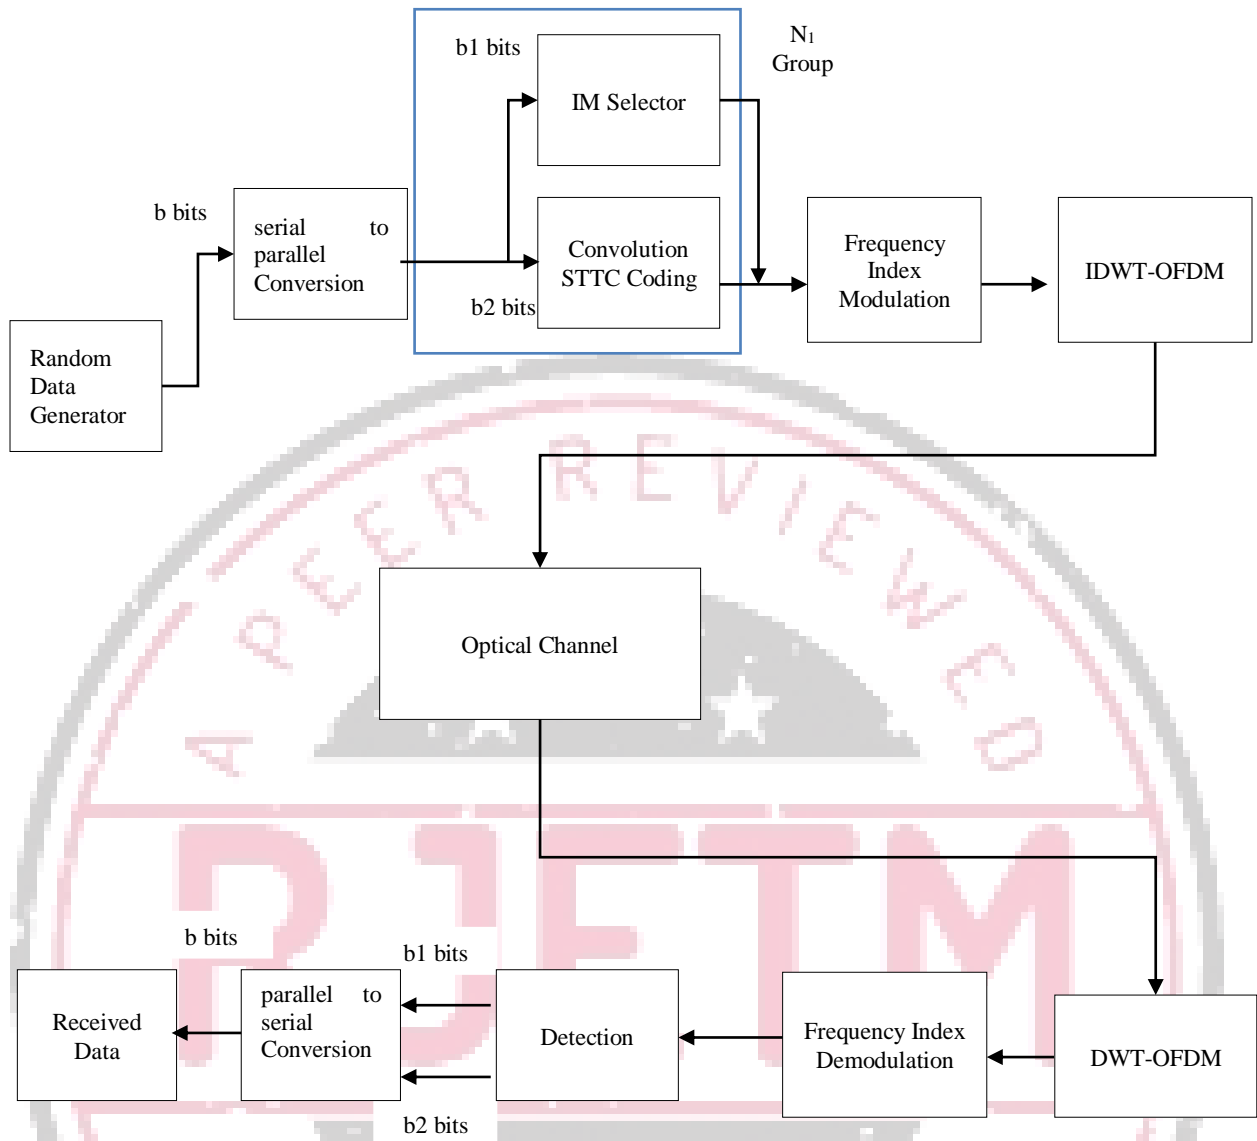 b1 bits
IM Selector
N1
Group
b bits
serial to
parallel
Conversion
Convolution
STTC Coding
b2 bits
Frequency
Index
Modulation
IDWT-OFDM
Random
Data
Generator
A PEER REVIEWED
Optical Channel
RJETM
b bits
b1 bits
Received
Data
parallel to
serial
Conversion
Detection
Frequency Index
Demodulation
DWT-OFDM
b2 bits